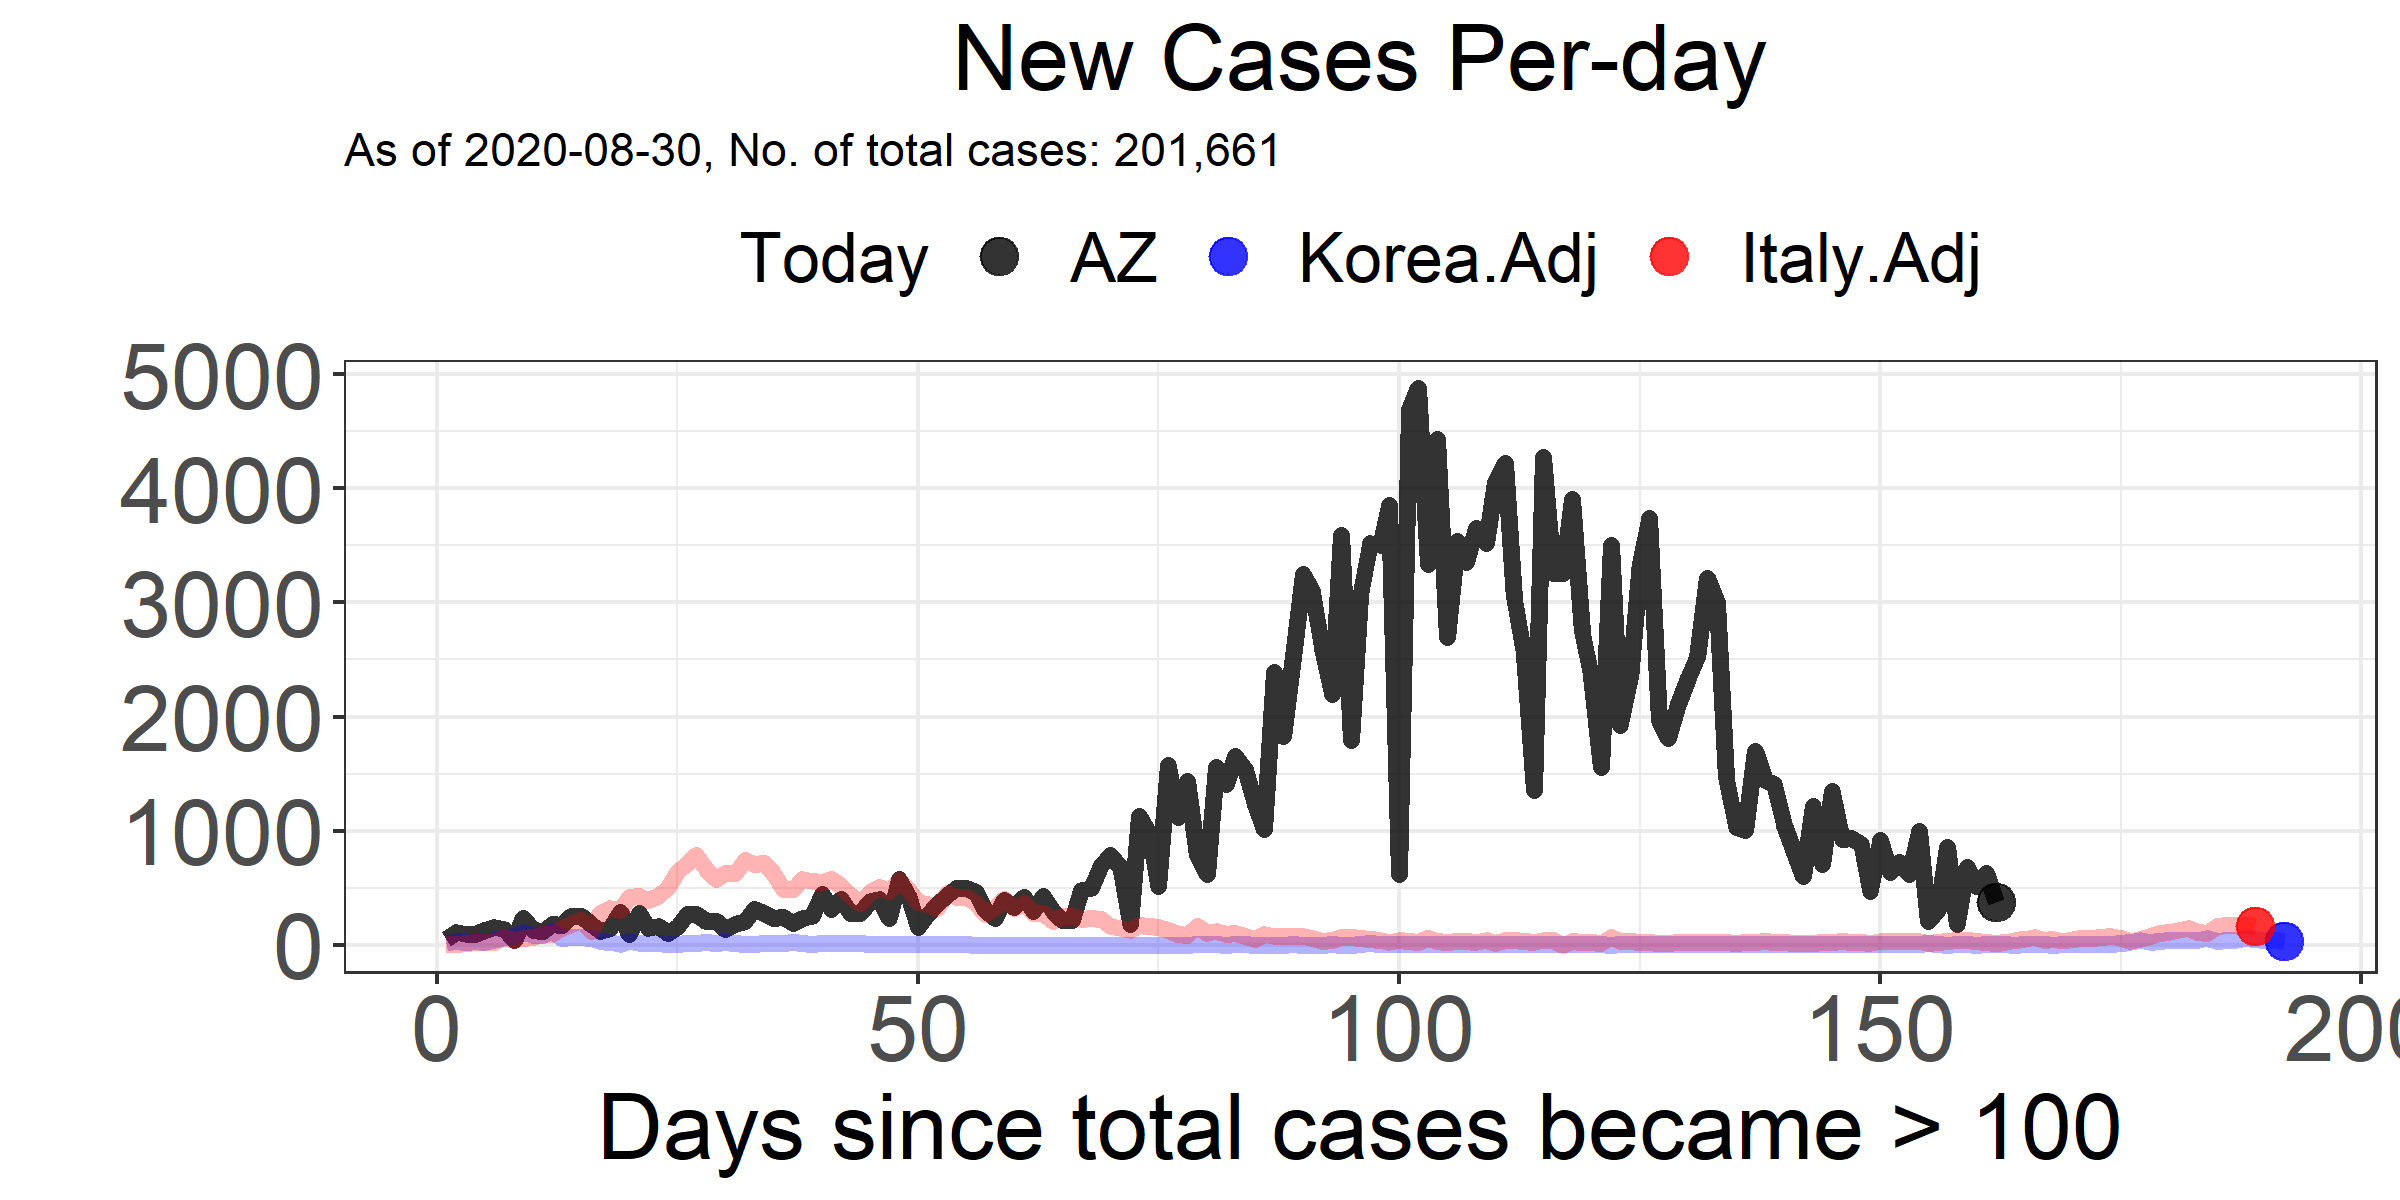 New Cases Per-day
As of 2020-08-30, No. of total cases: 201,661
Today AZ Korea.Adj Italy.Adj
5000
4000
3000
2000
1000
0
0 50 100 150 200
Days since total cases became > 100